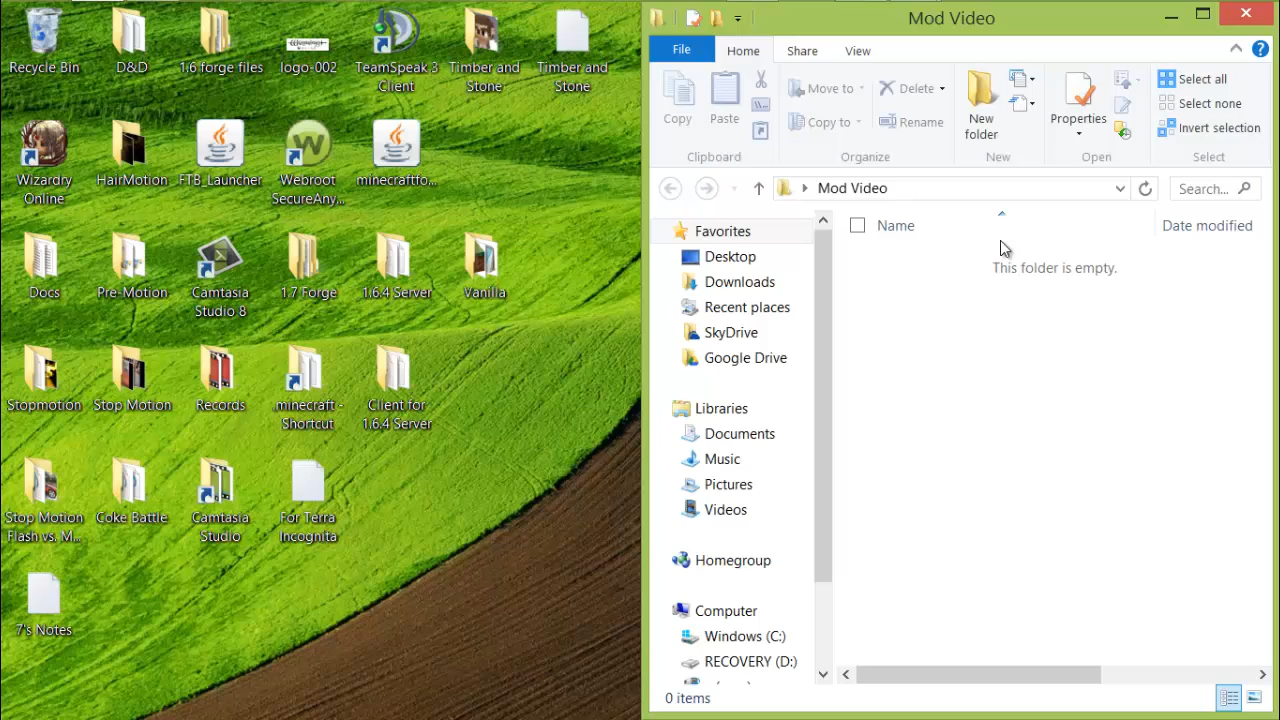 Recycle Bin
D&D
1.6 forge files
logo-002
TeamSpeak 3
Client
Timber and
Stone
Timber and
Stone
Wizardry
Online
HairMotion
FTB_Launcher
Webroot
SecureAny...
minecraftfo...
Docs
Pre-Motion
Camtasia
Studio 8
1.7 Forge
1.6.4 Server
Vanilla
Stopmotion
Stop Motion
Records
.minecraft -
Shortcut
Client for
1.6.4 Server
Stop Motion
Flash vs. M...
Coke Battle
Camtasia
Studio
For Terra
Incognita
7's Notes
Mod Video
File
Home
Share
View
Copy
Paste
Move to
Copy to
Delete
Rename
New
folder
Properties
Select all
Select none
Invert selection
Clipboard
Organize
New
Open
Select
Mod Video
Search...
Name
Date modified
This folder is empty.
Favorites
Desktop
Downloads
Recent places
SkyDrive
Google Drive
Libraries
Documents
Music
Pictures
Videos
Homegroup
Computer
Windows (C:)
RECOVERY (D:)
0 items